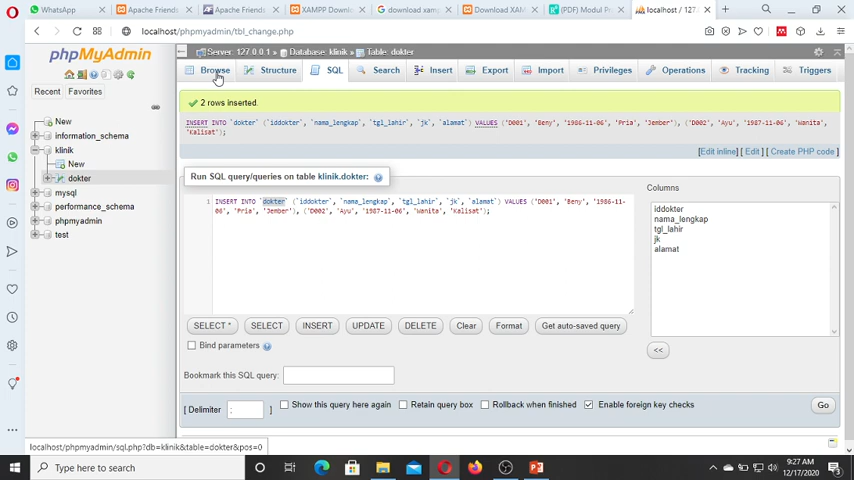 WhatsApp
Apache Friends
Apache Friends
XAMPP Downl
download xamp
Download XAM
(PDF) Modul Pr
localhost / 127.
localhost/phpmyadmin/tbl_change.php
phpMyAdmin
Recent Favorites
New
information_schema
klinik
New
dokter
mysql
performance_schema
phpmyadmin
test
Server: 127.0.0.1 » Database: klinik » Table: dokter
Browse Structure SQL Search Insert Export Import Privileges Operations Tracking Triggers
2 rows inserted.
INSERT INTO `dokter` (`iddokter`, `nama_lengkap`, `tgl_lahir`, `jk`, `alamat`) VALUES ('D001', 'Beny', '1986-11-06', 'Pria', 'Jember'), ('D002', 'Ayu', '1987-11-06', 'Wanita',
'Kalisat');
[Edit inline] [ Edit ] [ Create PHP code ]
Run SQL query/queries on table klinik.dokter:
1 INSERT INTO `dokter` (`iddokter`, `nama_lengkap`, `tgl_lahir`, `jk`, `alamat`) VALUES ('D001', 'Beny', '1986-11-
06', 'Pria', 'Jember'), ('D002', 'Ayu', '1987-11-06', 'Wanita', 'Kalisat');
Columns
iddokter
nama_lengkap
tgl_lahir
jk
alamat
<<
SELECT * SELECT INSERT UPDATE DELETE Clear Format Get auto-saved query
Bind parameters
Bookmark this SQL query:
[ Delimiter ; ] Show this query here again Retain query box Rollback when finished Enable foreign key checks Go
localhost/phpmyadmin/sql.php?db=klinik&table=dokter&pos=0
Type here to search
9:27 AM
12/17/2020
3